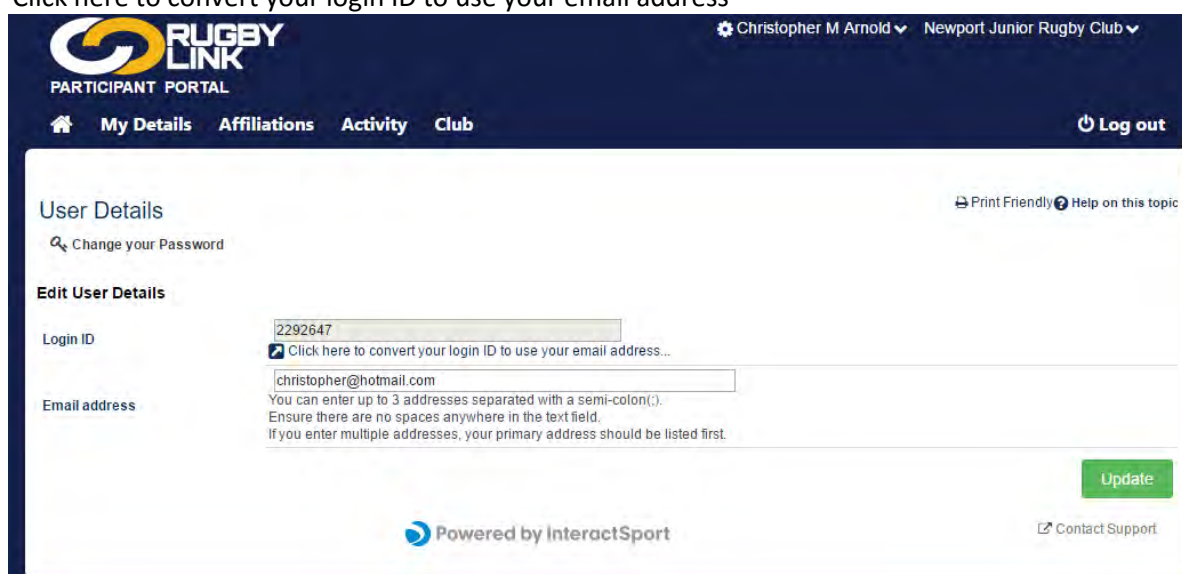 Click here to convert your login ID to use your email address
RUGBY
LINK
PARTICIPANT PORTAL
Christopher M Arnold Newport Junior Rugby Club
My Details Affiliations Activity Club Log out
User Details Print Friendly Help on this topic
Change your Password
Edit User Details
Login ID 2292647
Click here to convert your login ID to use your email address...
Email address christopher@hotmail.com
You can enter up to 3 addresses separated with a semi-colon(;).
Ensure there are no spaces anywhere in the text field.
If you enter multiple addresses, your primary address should be listed first.
Update
Powered by InteractSport Contact Support